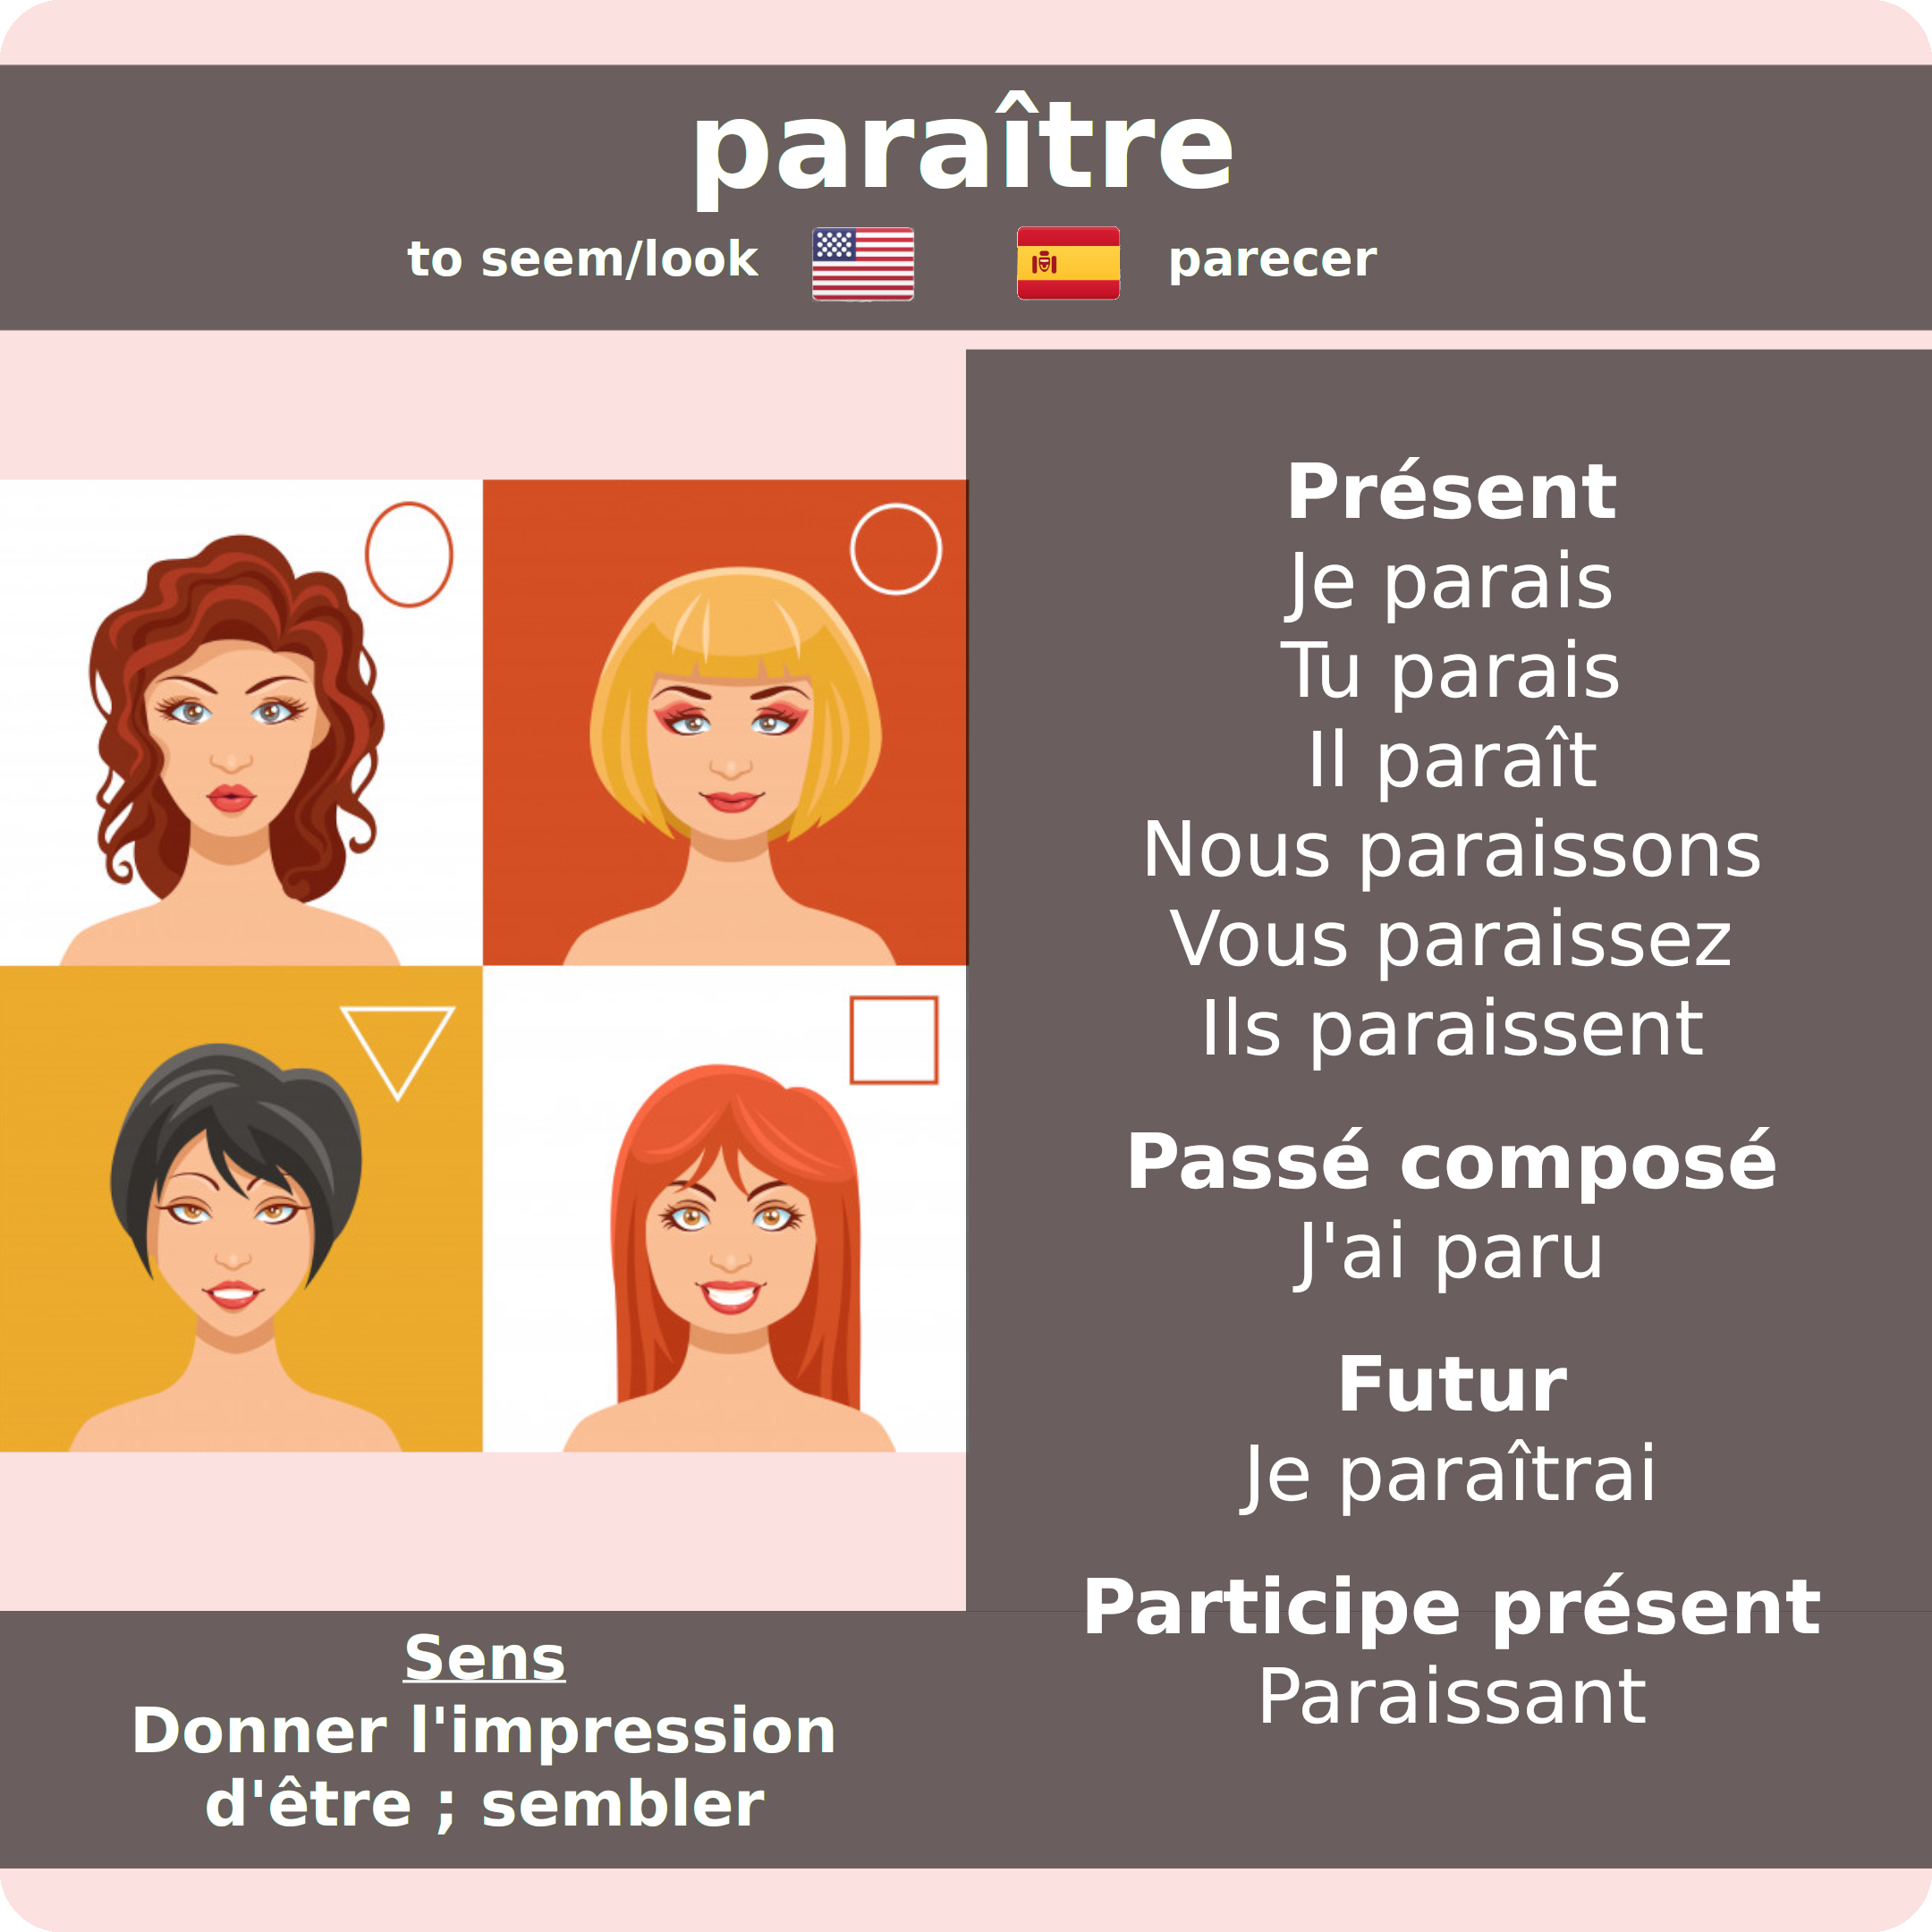 paraître
to seem/look parecer
Présent
Je parais
Tu parais
Il paraît
Nous paraissons
Vous paraissez
Ils paraissent
Passé composé
J'ai paru
Futur
Je paraîtrai
Participe présent
Paraissant
Sens
Donner l'impression
d'être ; sembler